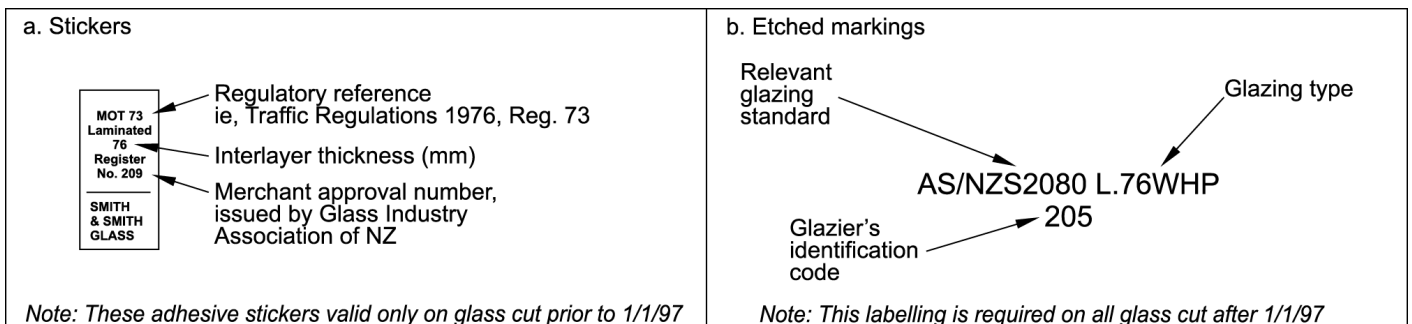 a. Stickers
MOT 73
Laminated
76
Register
No. 209
SMITH
& SMITH
GLASS
Regulatory reference
ie, Traffic Regulations 1976, Reg. 73
Interlayer thickness (mm)
Merchant approval number,
issued by Glass Industry
Association of NZ
Note: These adhesive stickers valid only on glass cut prior to 1/1/97
b. Etched markings
Relevant
glazing
standard
Glazing type
AS/NZS2080 L.76WHP
205
Glazier's
identification
code
Note: This labelling is required on all glass cut after 1/1/97